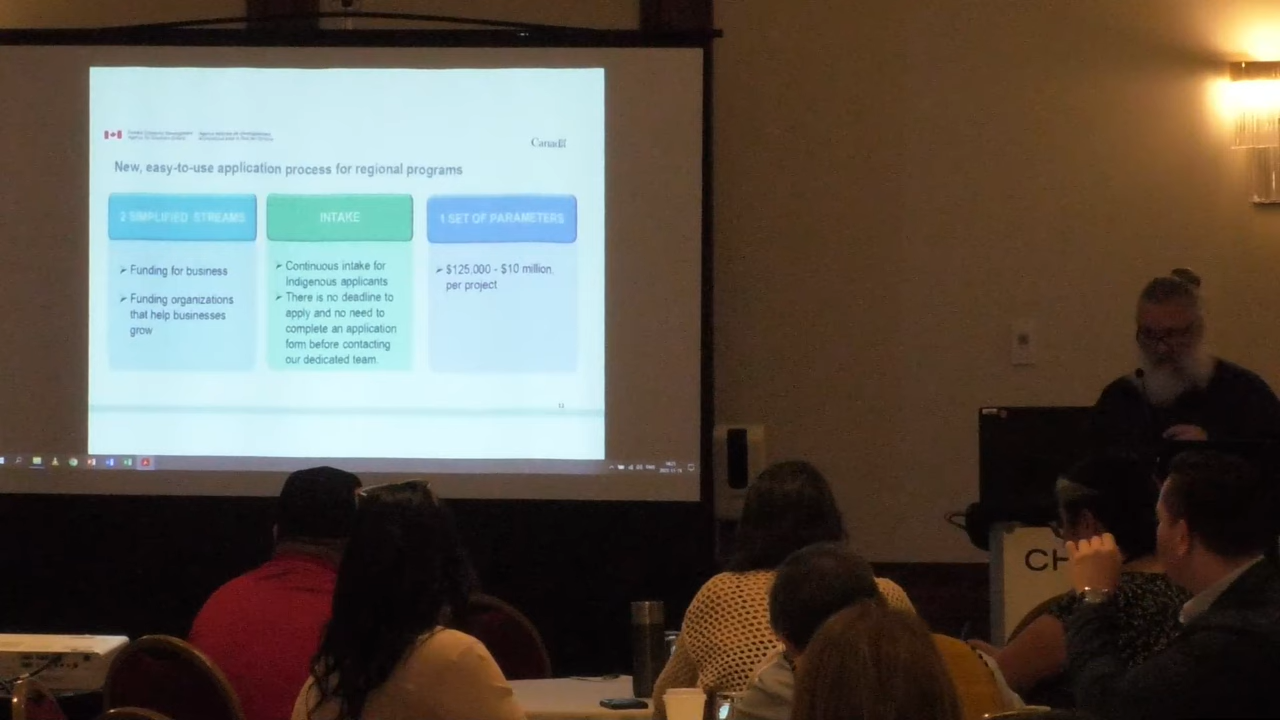 Canada
New, easy-to-use application process for regional programs
2 SIMPLIFIED STREAMS
INTAKE
1 SET OF PARAMETERS
➢ Funding for business
➢ Funding organizations
that help businesses
grow
➢ Continuous intake for
Indigenous applicants
➢ There is no deadline to
apply and no need to
complete an application
form before contacting
our dedicated team.
➢ $125,000 - $10 million
per project
CH